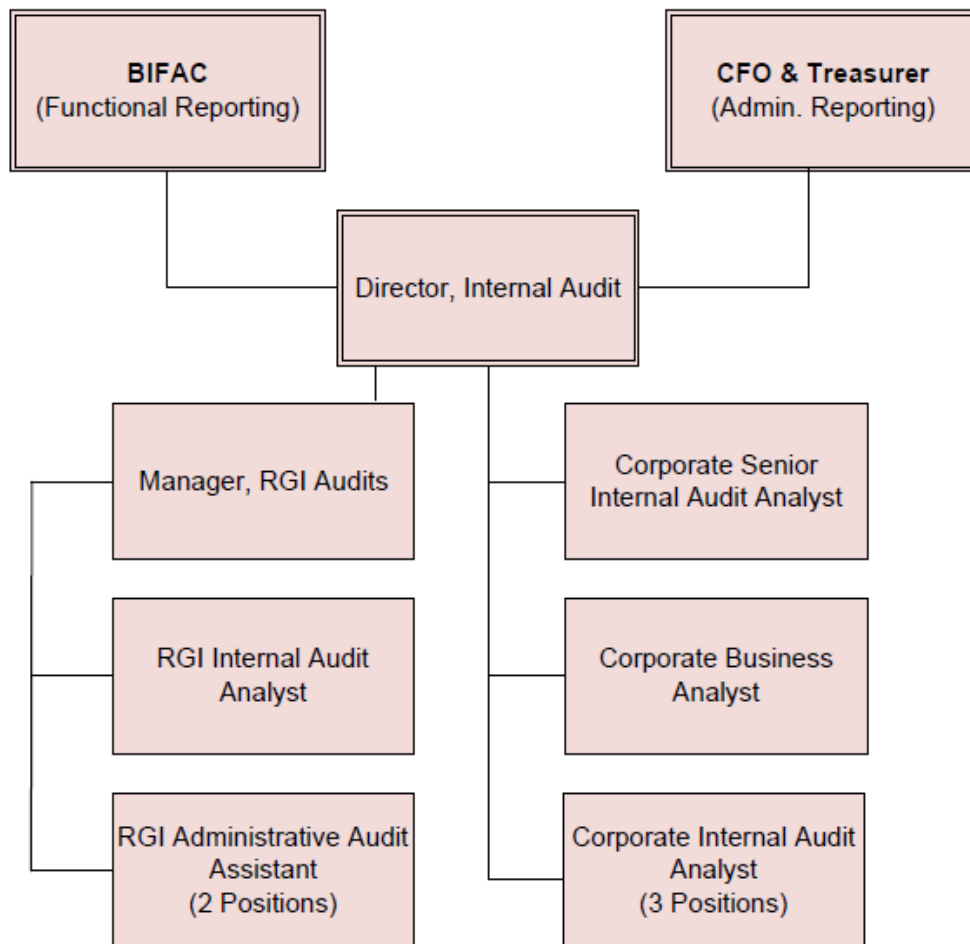 BIFAC
(Functional Reporting)
CFO & Treasurer
(Admin. Reporting)
Director, Internal Audit
Manager, RGI Audits
Corporate Senior
Internal Audit Analyst
RGI Internal Audit
Analyst
Corporate Business
Analyst
RGI Administrative Audit
Assistant
(2 Positions)
Corporate Internal Audit
Analyst
(3 Positions)